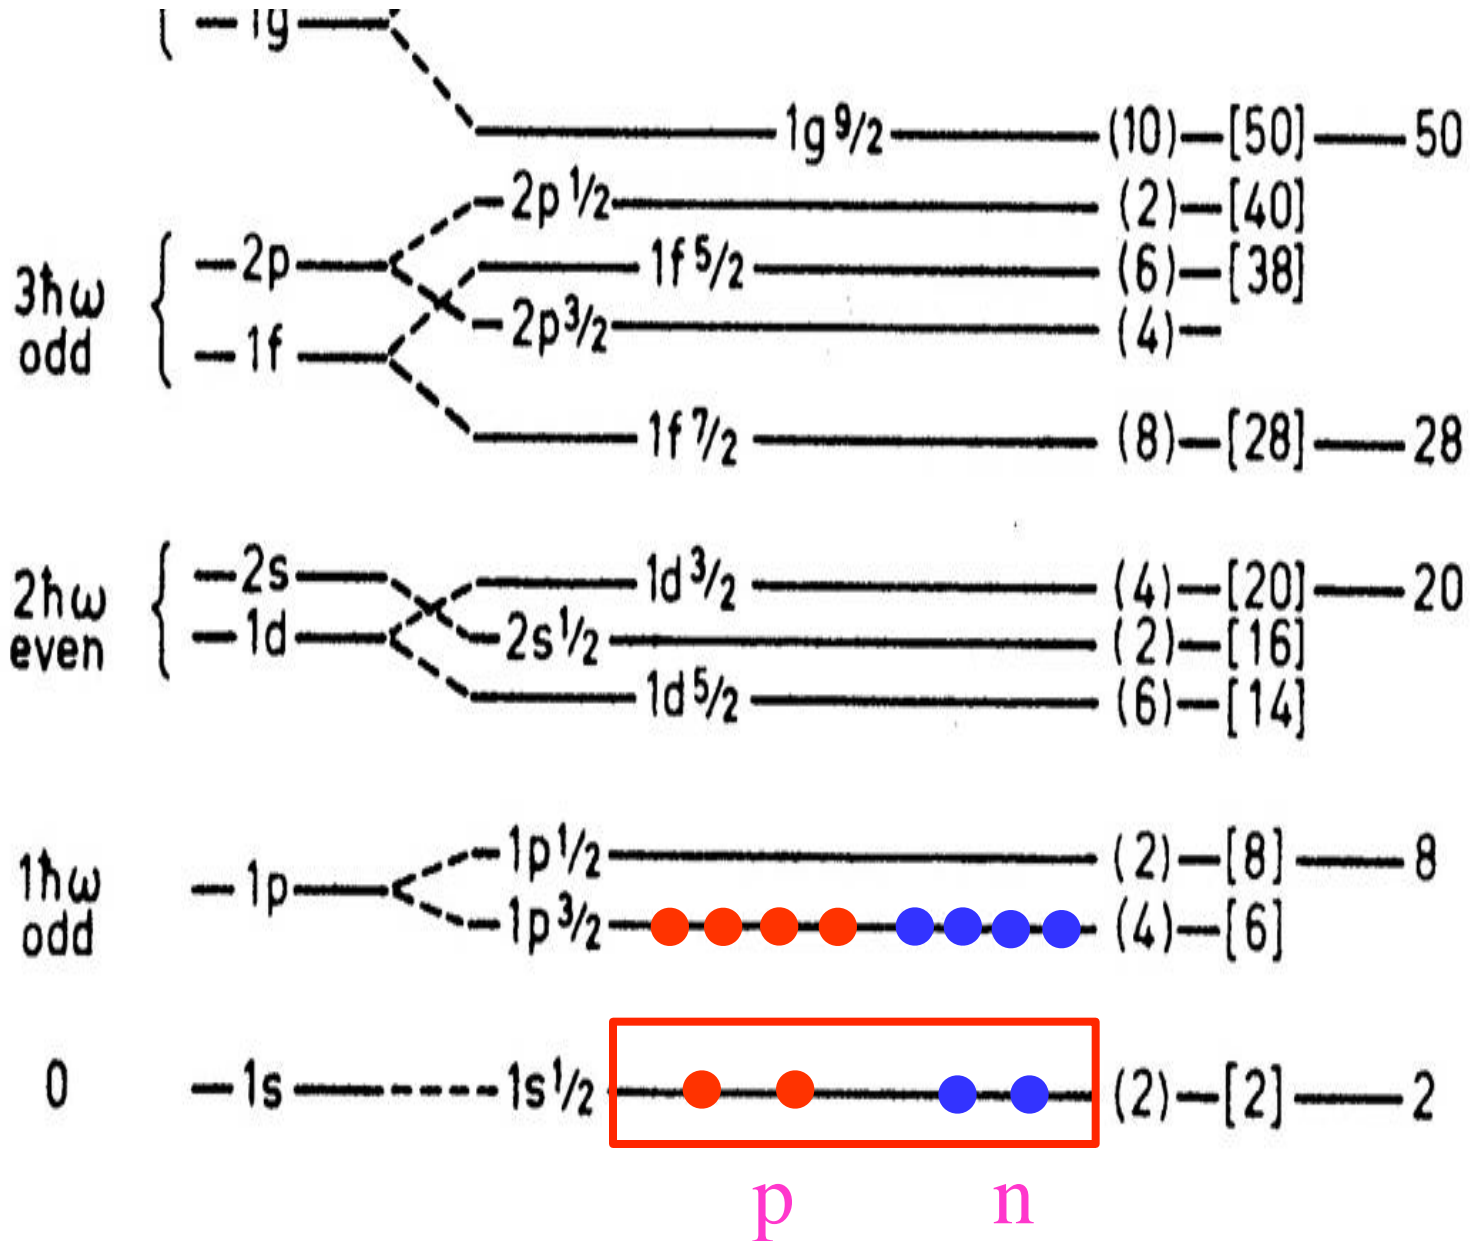 1g
1g 9/2 (10) [50] 50
2p 1/2 (2) [40]
2p 1f 5/2 (6) [38]
3ħω odd
2p 3/2 (4)
1f
1f 7/2 (8) [28] 28
2s 1d 3/2 (4) [20] 20
2ħω even
1d 2s 1/2 (2) [16]
1d 5/2 (6) [14]
1p 1/2 (2) [8] 8
1ħω odd
1p
1p 3/2 (4) [6]
0 1s 1s 1/2 (2) [2] 2
p n